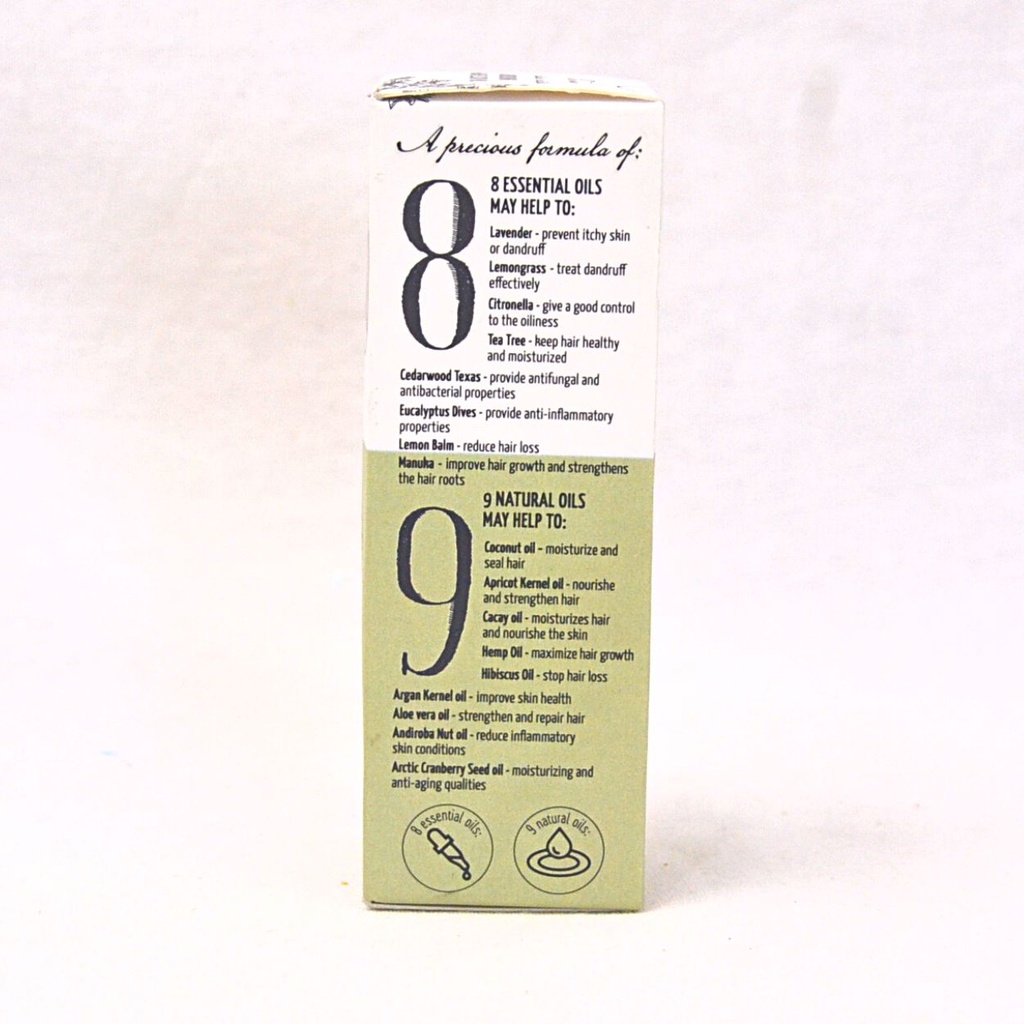 A precious formula of:
8
8 ESSENTIAL OILS
MAY HELP TO:
Lavender - prevent itchy skin
or dandruff
Lemongrass - treat dandruff
effectively
Citronella - give a good control
to the oiliness
Tea Tree - keep hair healthy
and moisturized
Cedarwood Texas - provide antifungal and
antibacterial properties
Eucalyptus Dives - provide anti-inflammatory
properties
Lemon Balm - reduce hair loss
Manuka - improve hair growth and strengthens
the hair roots
9
9 NATURAL OILS
MAY HELP TO:
Coconut oil - moisturize and
seal hair
Apricot Kernel oil - nourishe
and strengthen hair
Cacay oil - moisturizes hair
and nourishe the skin
Hemp Oil - maximize hair growth
Hibiscus Oil - stop hair loss
Argan Kernel oil - improve skin health
Aloe vera oil - strengthen and repair hair
Andiroba Nut oil - reduce inflammatory
skin conditions
Arctic Cranberry Seed oil - moisturizing and
anti-aging qualities
8 essential oils:
9 natural oils: